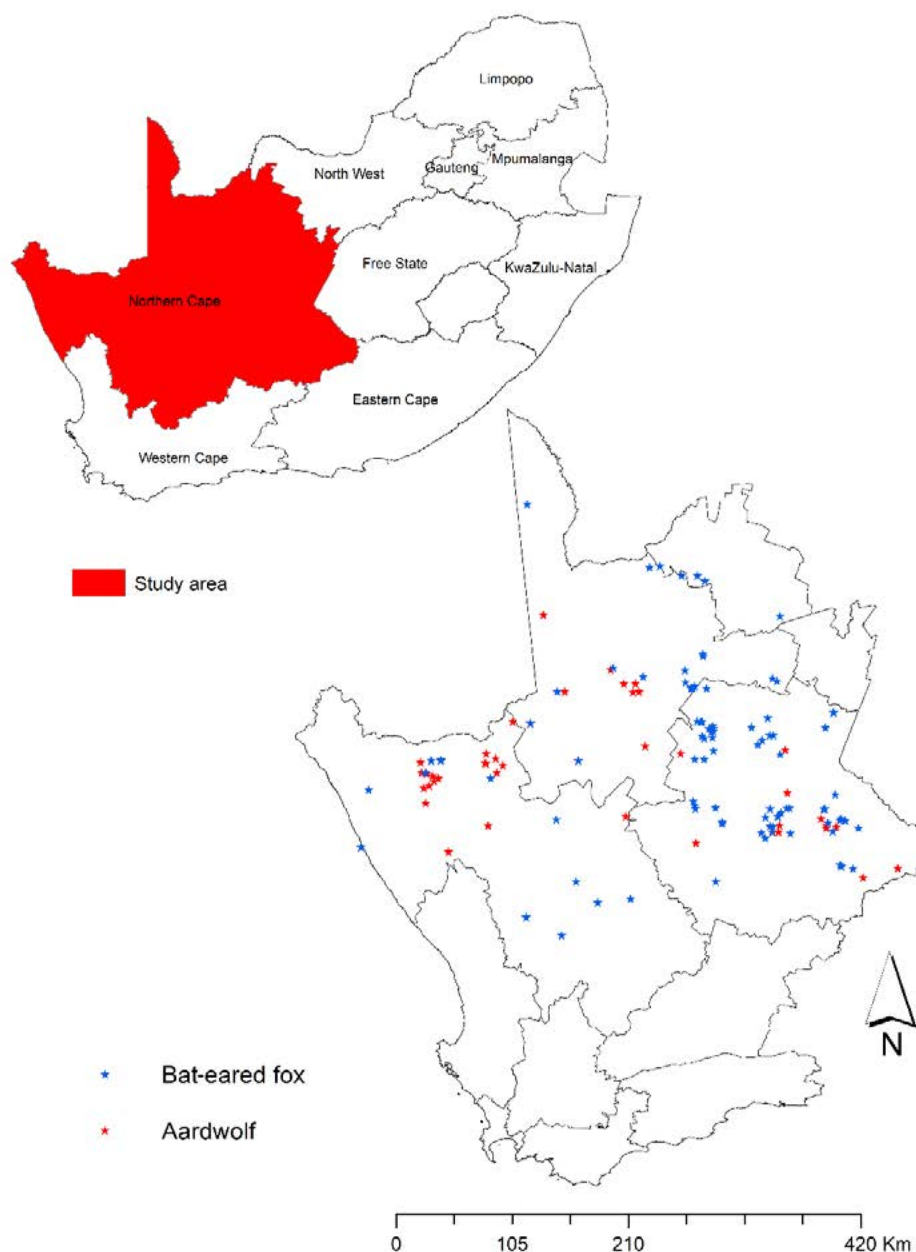 Limpopo
North West
Gauteng
Mpumalanga
Free State
KwaZulu-Natal
Northern Cape
Eastern Cape
Western Cape
Study area
N
Bat-eared fox
Aardwolf
0 105 210 420 Km